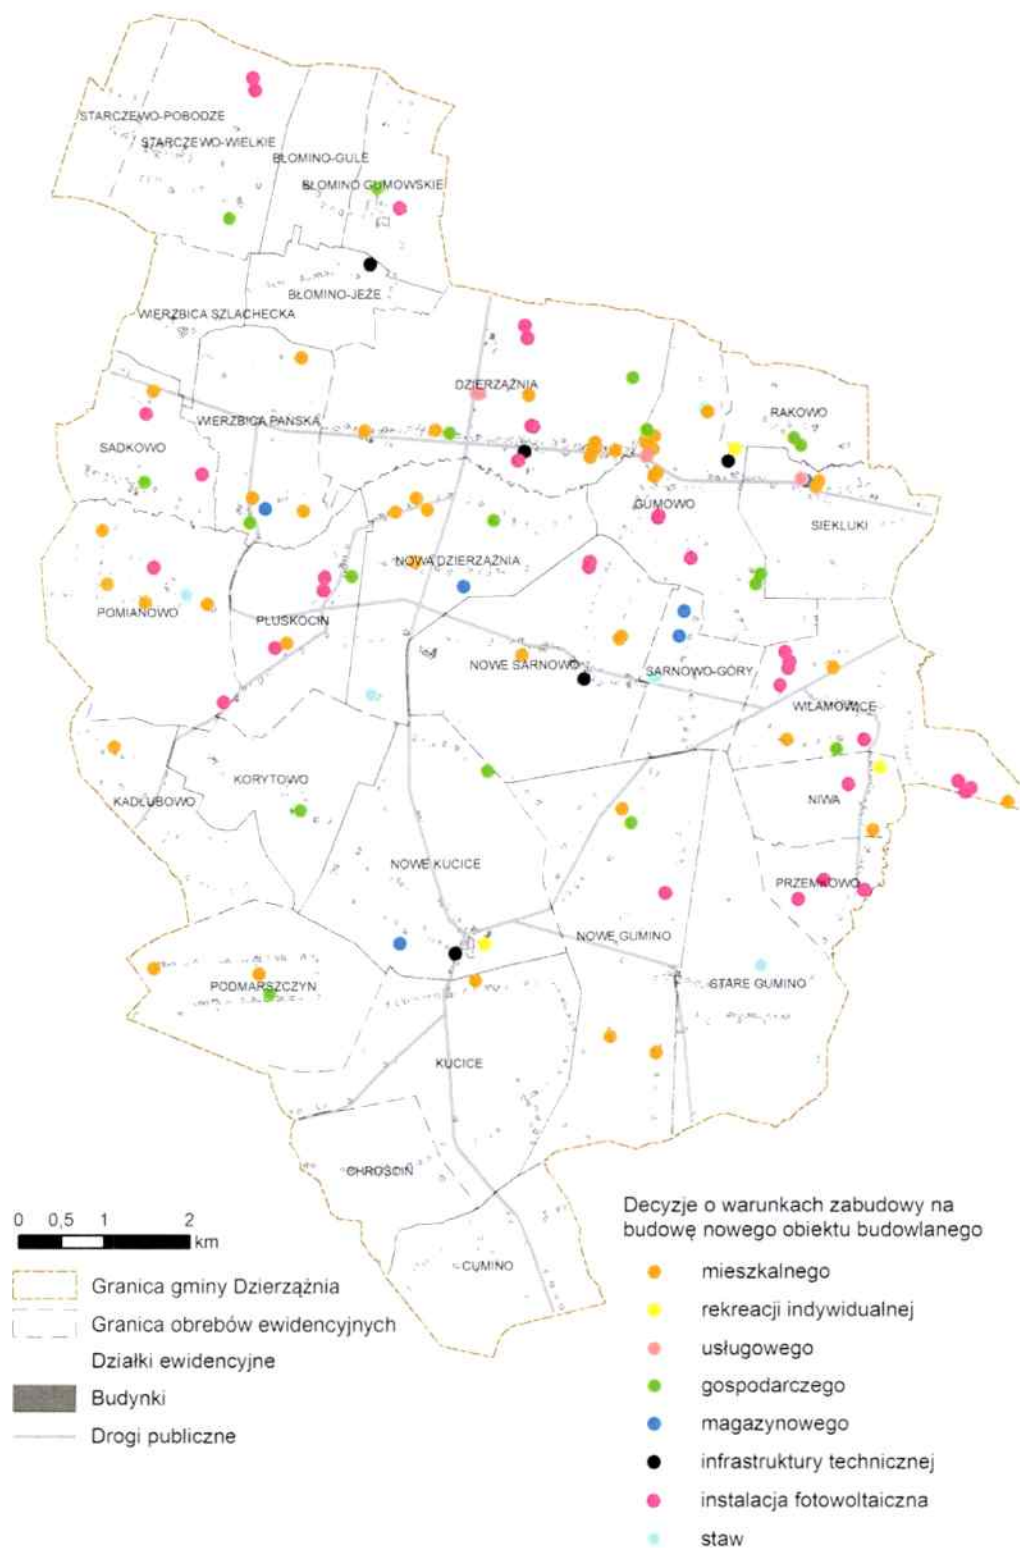 STARCZEWO-POBODZE
STARCZEWO-WIELKIE
BŁOMINO-GULE
BŁOMINO GUMOWSKIE
BŁOMINO-JEŻE
WIERZBICA SZLACHECKA
DZIERZĄŻNIA
RAKOWO
WIERZBICA PAŃSKA
SADKOWO
GUMOWO
SIEKLUKI
NOWA DZIERZĄŻNIA
POMIANOWO
PLUSKOCIN
NOWE SARNOWO
SARNOWO-GÓRY
WILAMOWICE
KORYTOWO
KADŁUBOWO
NIWA
NOWE KUCICE
PRZEMKOWO
NOWE GUMINO
PODMARSZCZYN
STARE GUMINO
KUCICE
CHROŚCIN
CUMINO
0 0,5 1 2
km
Granica gminy Dzierzążnia
Granica obrębów ewidencyjnych
Działki ewidencyjne
Budynki
Drogi publiczne
Decyzje o warunkach zabudowy na
budowę nowego obiektu budowlanego
mieszkalnego
rekreacji indywidualnej
usługowego
gospodarczego
magazynowego
infrastruktury technicznej
instalacja fotowoltaiczna
staw